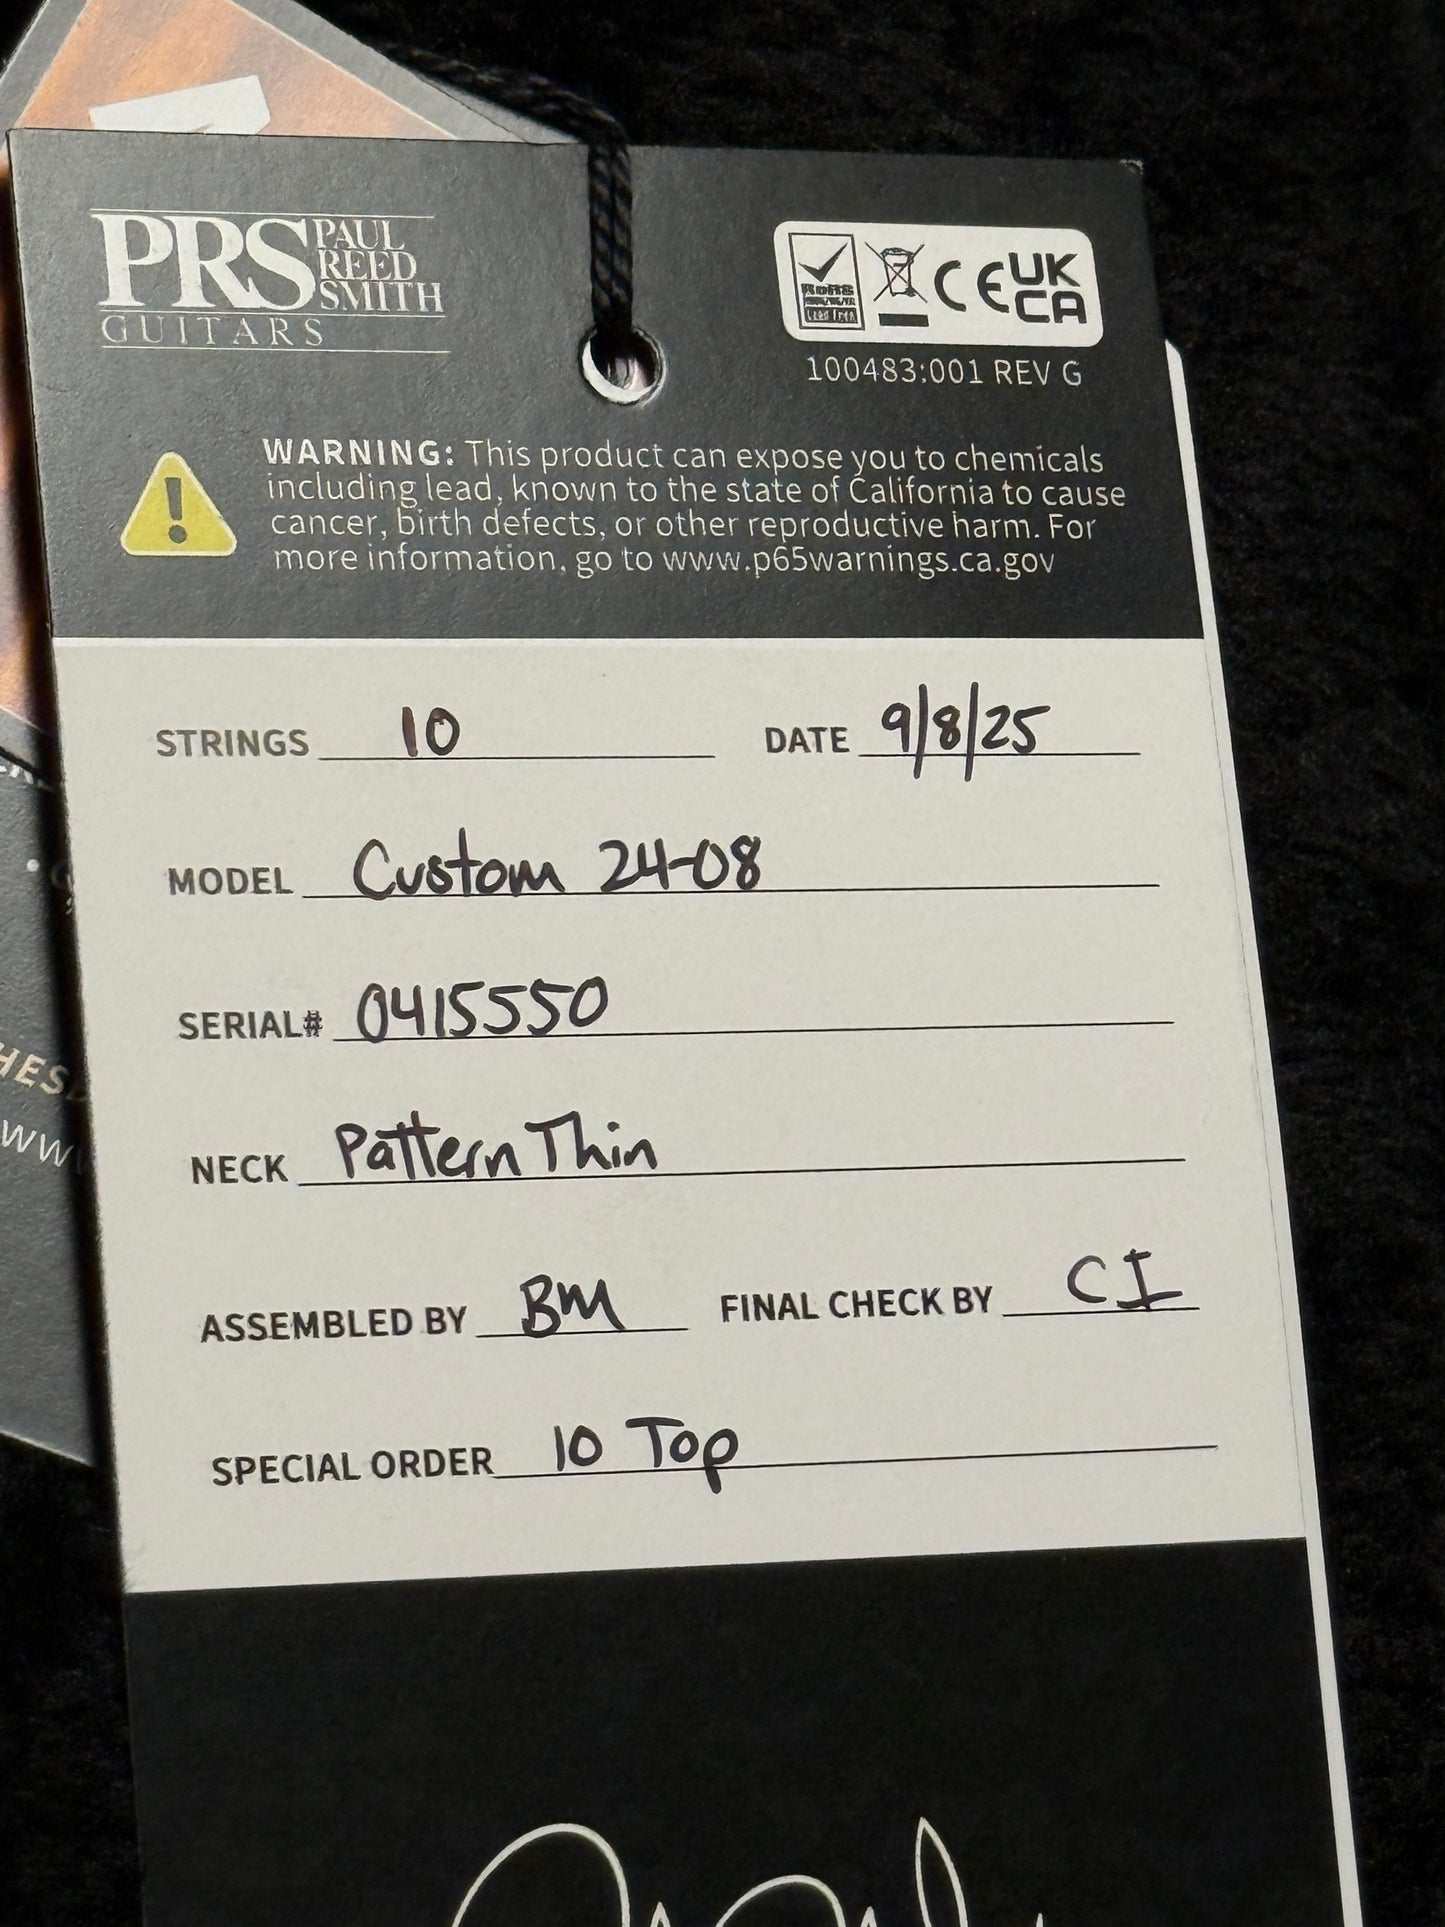 PRS PAUL
REED
SMITH
GUITARS
RoHS
Lead free
CE UK
CA
100483:001 REV G
WARNING: This product can expose you to chemicals
including lead, known to the state of California to cause
cancer, birth defects, or other reproductive harm. For
more information, go to www.p65warnings.ca.gov
STRINGS 10 DATE 9/8/25
MODEL Custom 24-08
SERIAL# 0415550
NECK Pattern Thin
ASSEMBLED BY BM FINAL CHECK BY CI
SPECIAL ORDER 10 Top